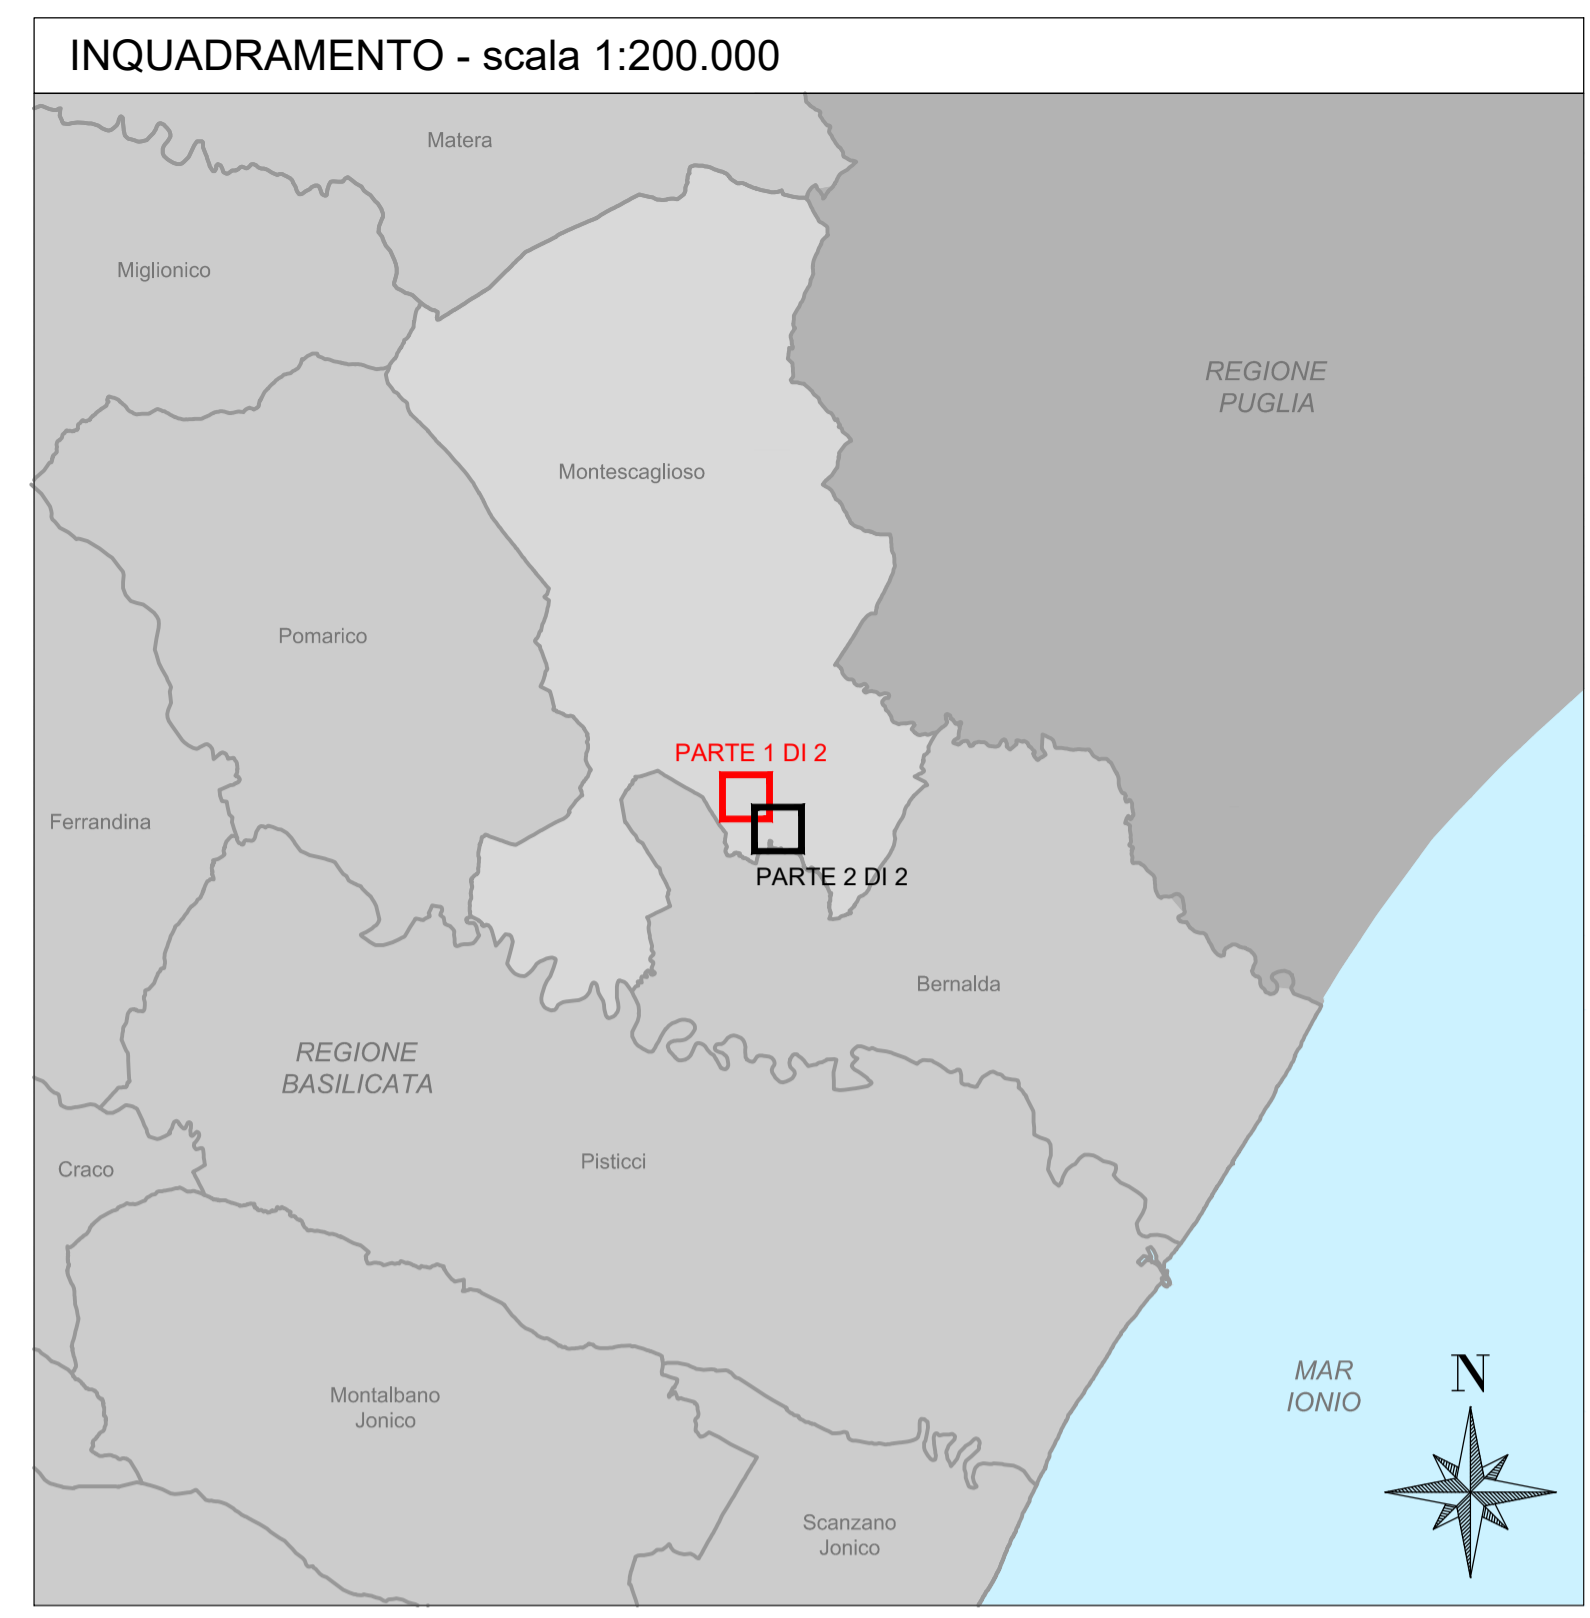 INQUADRAMENTO - scala 1:200.000
Matera
Miglionico
REGIONE
PUGLIA
Montescaglioso
Pomarico
PARTE 1 DI 2
Ferrandina
PARTE 2 DI 2
Bernalda
REGIONE
BASILICATA
Pisticci
Craco
MAR
IONIO
N
Montalbano
Jonico
Scanzano
Jonico